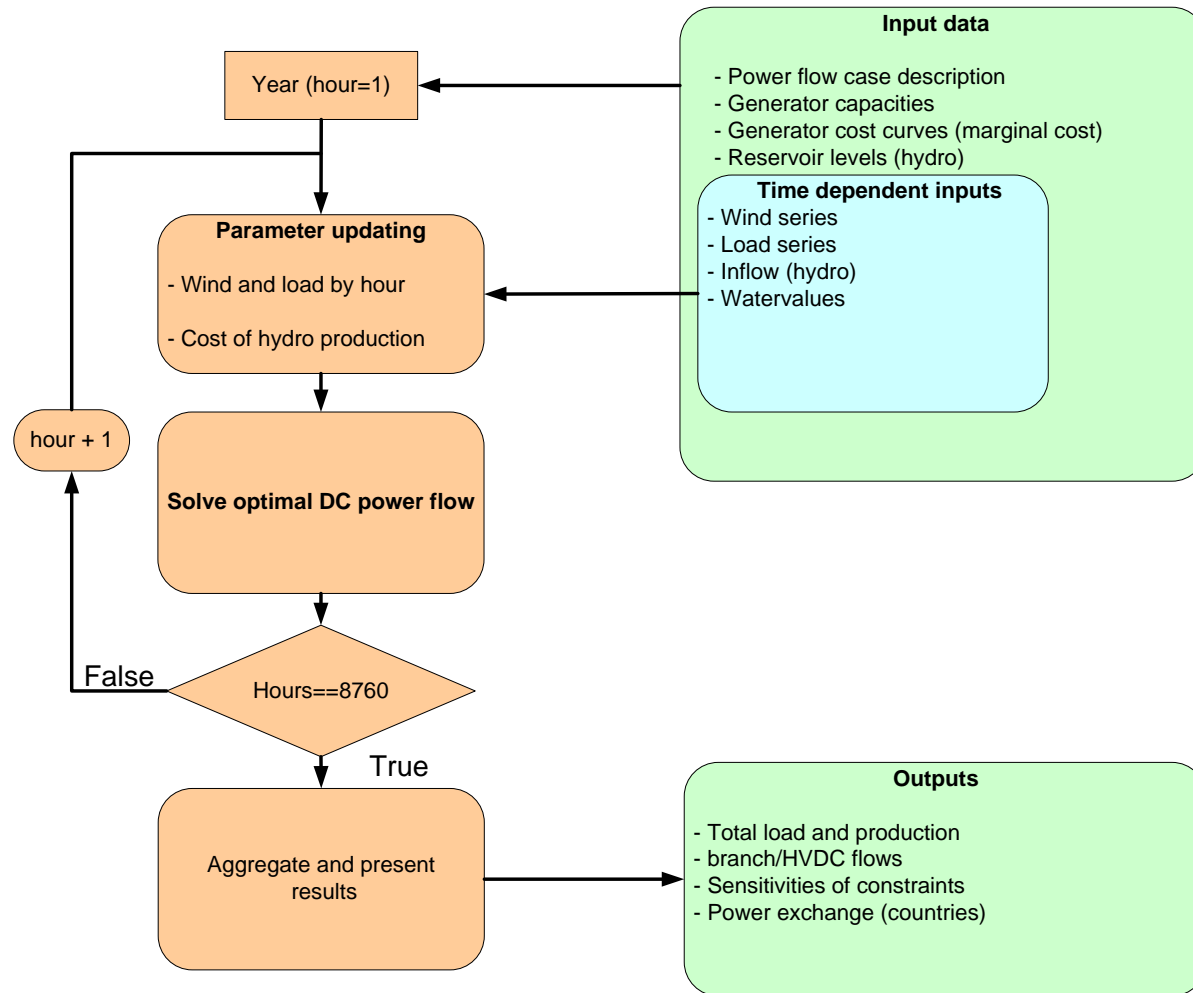 Input data
- Power flow case description
- Generator capacities
- Generator cost curves (marginal cost)
- Reservoir levels (hydro)
Time dependent inputs
- Wind series
- Load series
- Inflow (hydro)
- Watervalues
Year (hour=1)
Parameter updating
- Wind and load by hour
- Cost of hydro production
hour + 1
Solve optimal DC power flow
False
Hours==8760
True
Aggregate and present
results
Outputs
- Total load and production
- branch/HVDC flows
- Sensitivities of constraints
- Power exchange (countries)